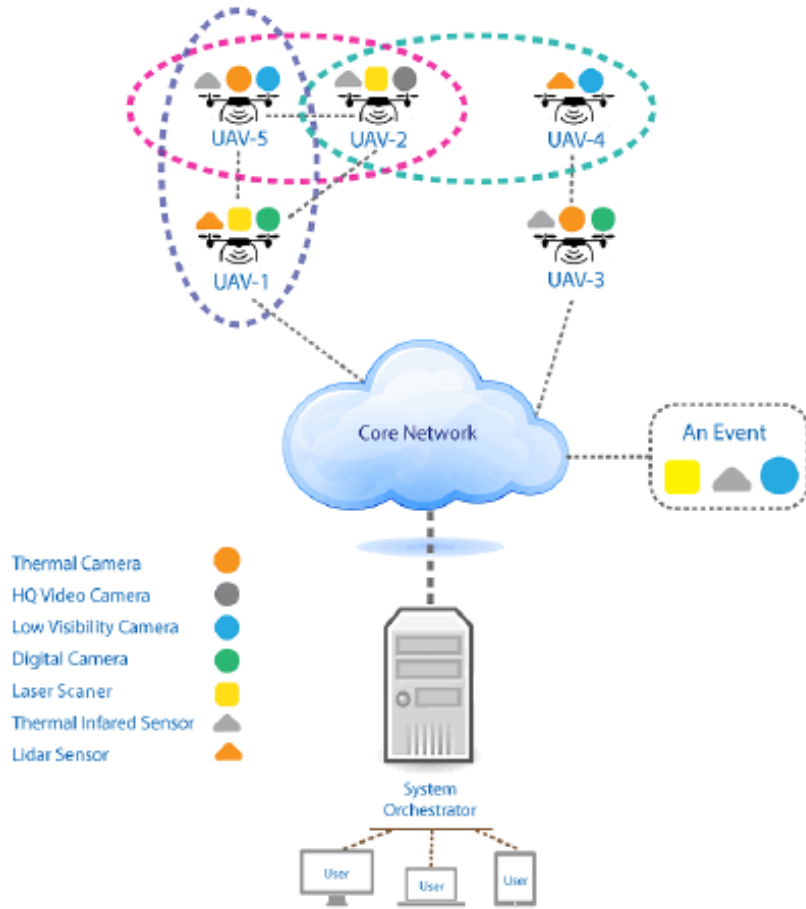 UAV-5
UAV-2
UAV-4
UAV-1
UAV-3
Core Network
An Event
Thermal Camera
HQ Video Camera
Low Visibility Camera
Digital Camera
Laser Scaner
Thermal Infared Sensor
Lidar Sensor
System
Orchestrator
User
User
User